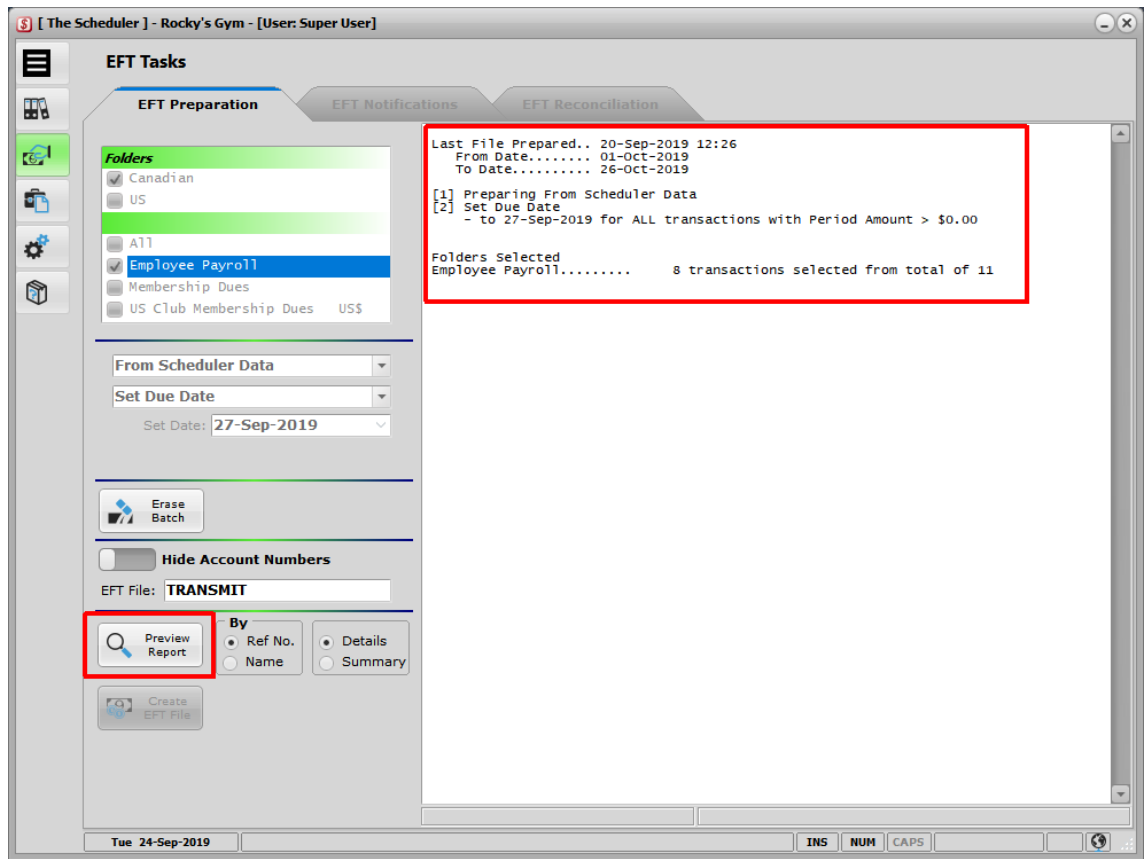 [ The Scheduler ] - Rocky's Gym - [User: Super User]
EFT Tasks
EFT Preparation
EFT Notifications
EFT Reconciliation
Folders
Canadian
US
All
Employee Payroll
Membership Dues
US Club Membership Dues US$
From Scheduler Data
Set Due Date
Set Date: 27-Sep-2019
Erase
Batch
Hide Account Numbers
EFT File: TRANSMIT
Preview
Report
By
Ref No.
Name
Details
Summary
Create
EFT File
Last File Prepared.. 20-Sep-2019 12:26
From Date........ 01-Oct-2019
To Date.......... 26-Oct-2019
[1] Preparing From Scheduler Data
[2] Set Due Date
- to 27-Sep-2019 for ALL transactions with Period Amount > $0.00
Folders Selected
Employee Payroll......... 8 transactions selected from total of 11
Tue 24-Sep-2019
INS
NUM
CAPS